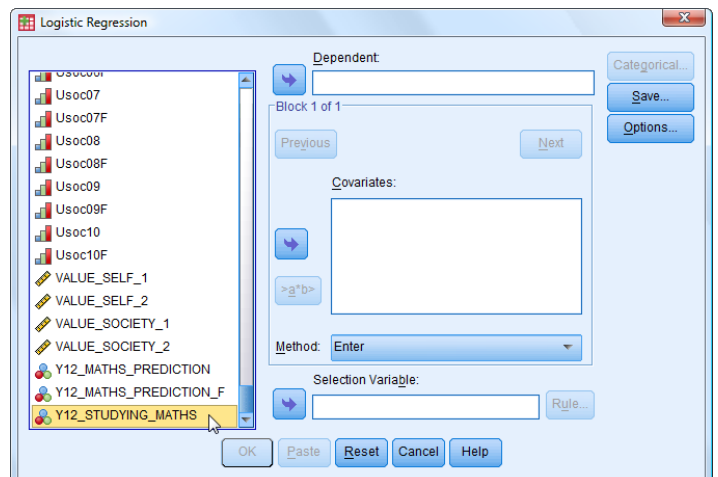 Logistic Regression
Usoc07
Usoc07F
Usoc08
Usoc08F
Usoc09
Usoc09F
Usoc10
Usoc10F
VALUE_SELF_1
VALUE_SELF_2
VALUE_SOCIETY_1
VALUE_SOCIETY_2
Y12_MATHS_PREDICTION
Y12_MATHS_PREDICTION_F
Y12_STUDYING_MATHS
Dependent:
Block 1 of 1
Previous
Next
Covariates:
>a*b>
Method: Enter
Selection Variable:
Rule...
Categorical...
Save...
Options...
OK Paste Reset Cancel Help